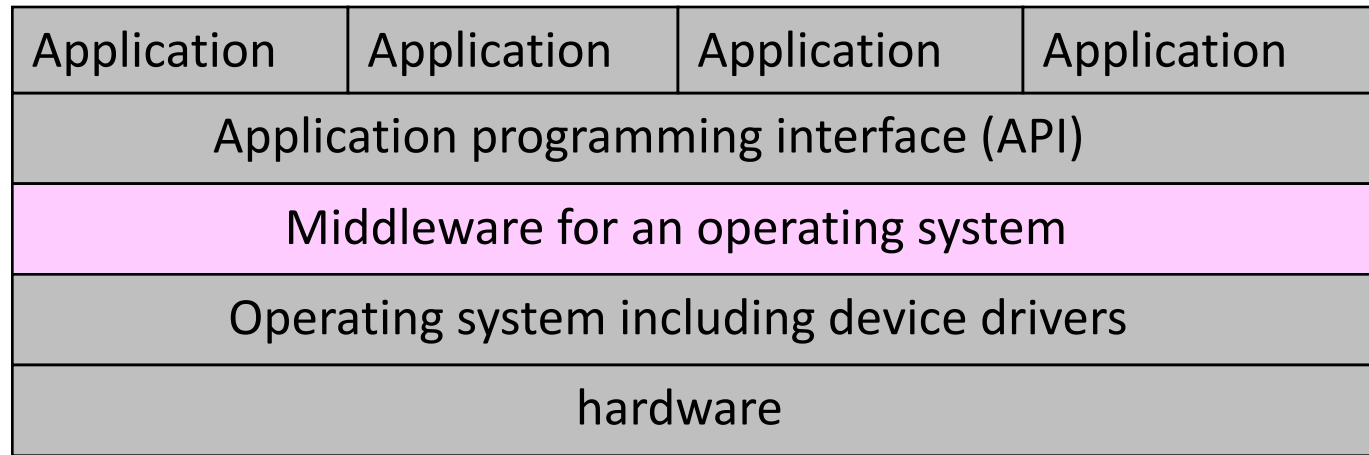 Application Application Application Application
Application programming interface (API)
Middleware for an operating system
Operating system including device drivers
hardware